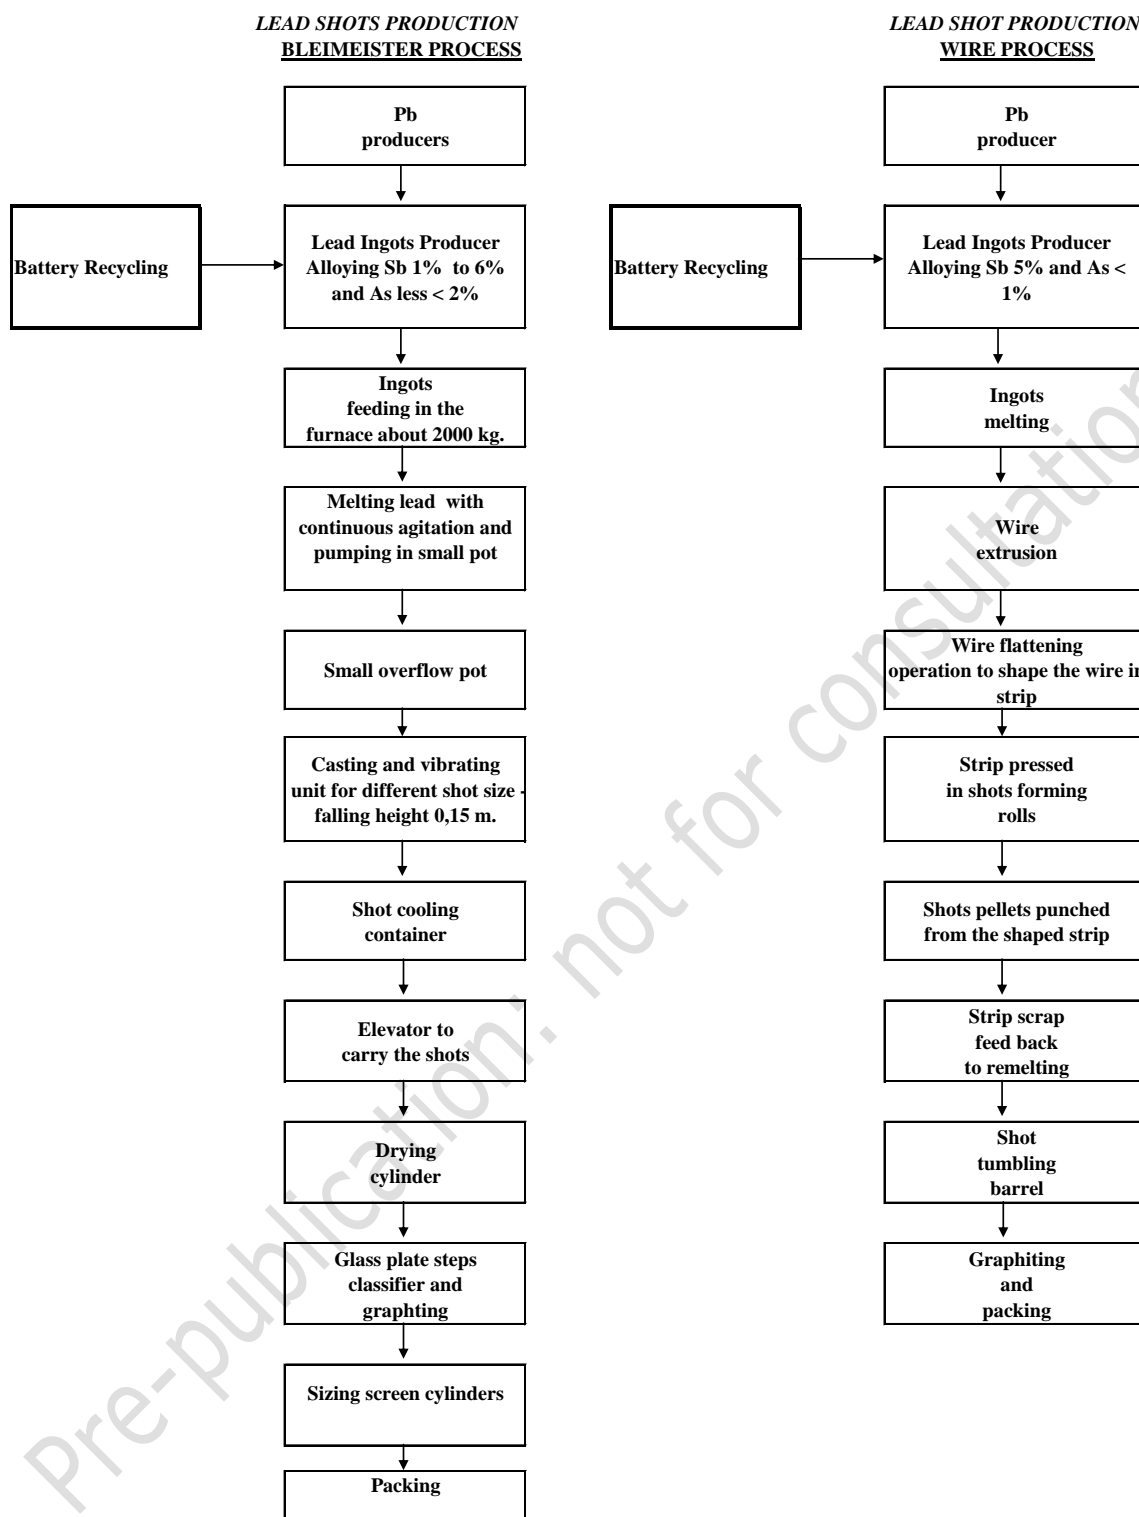 LEAD SHOTS PRODUCTION
BLEIMEISTER PROCESS
Pb
producers
Battery Recycling
Lead Ingots Producer
Alloying Sb 1%  to 6%
and As less < 2%
Ingots
feeding in the
furnace about 2000 kg.
Melting lead  with
continuous agitation and
pumping in small pot
Small overflow pot
Casting and vibrating
unit for different shot size -
falling height 0,15 m.
Shot cooling
container
Elevator to
carry the shots
Drying
cylinder
Glass plate steps
classifier and
graphting
Sizing screen cylinders
Packing
LEAD SHOT PRODUCTION
WIRE PROCESS
Pb
producer
Battery Recycling
Lead Ingots Producer
Alloying Sb 5% and As <
1%
Ingots
melting
Wire
extrusion
Wire flattening
operation to shape the wire in
strip
Strip pressed
in shots forming
rolls
Shots pellets punched
from the shaped strip
Strip scrap
feed back
to remelting
Shot
tumbling
barrel
Graphiting
and
packing
Pre-publication: not for consultation